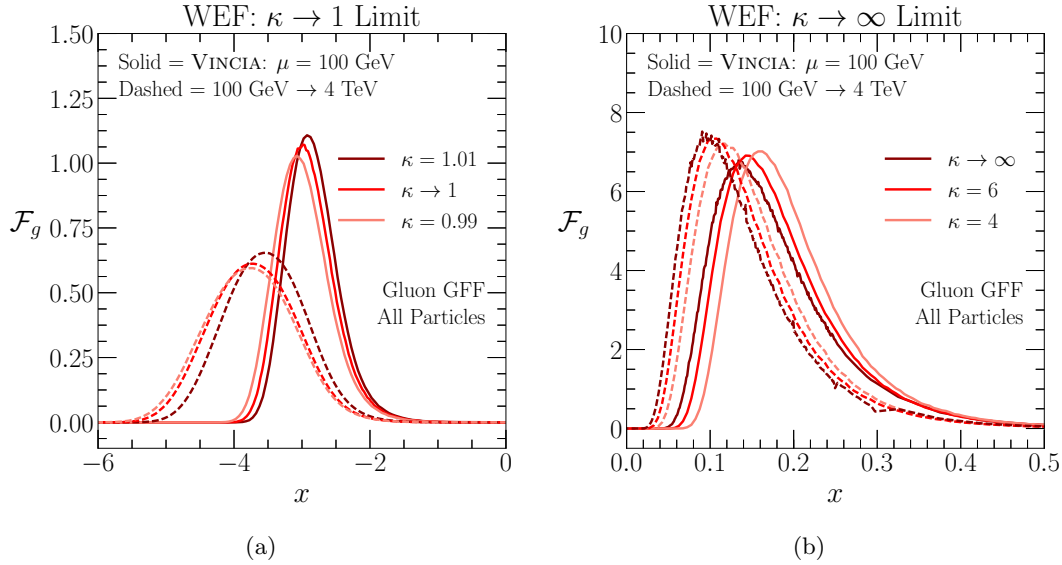 WEF: κ → 1 Limit
1.50
1.25
1.00
0.75
0.50
0.25
0.00
F_g
Solid = VINCIA: μ = 100 GeV
Dashed = 100 GeV → 4 TeV
κ = 1.01
κ → 1
κ = 0.99
Gluon GFF
All Particles
−6
−4
−2
0
x
(a)
WEF: κ → ∞ Limit
10
8
6
4
2
0
F_g
Solid = VINCIA: μ = 100 GeV
Dashed = 100 GeV → 4 TeV
κ → ∞
κ = 6
κ = 4
Gluon GFF
All Particles
0.0
0.1
0.2
0.3
0.4
0.5
x
(b)